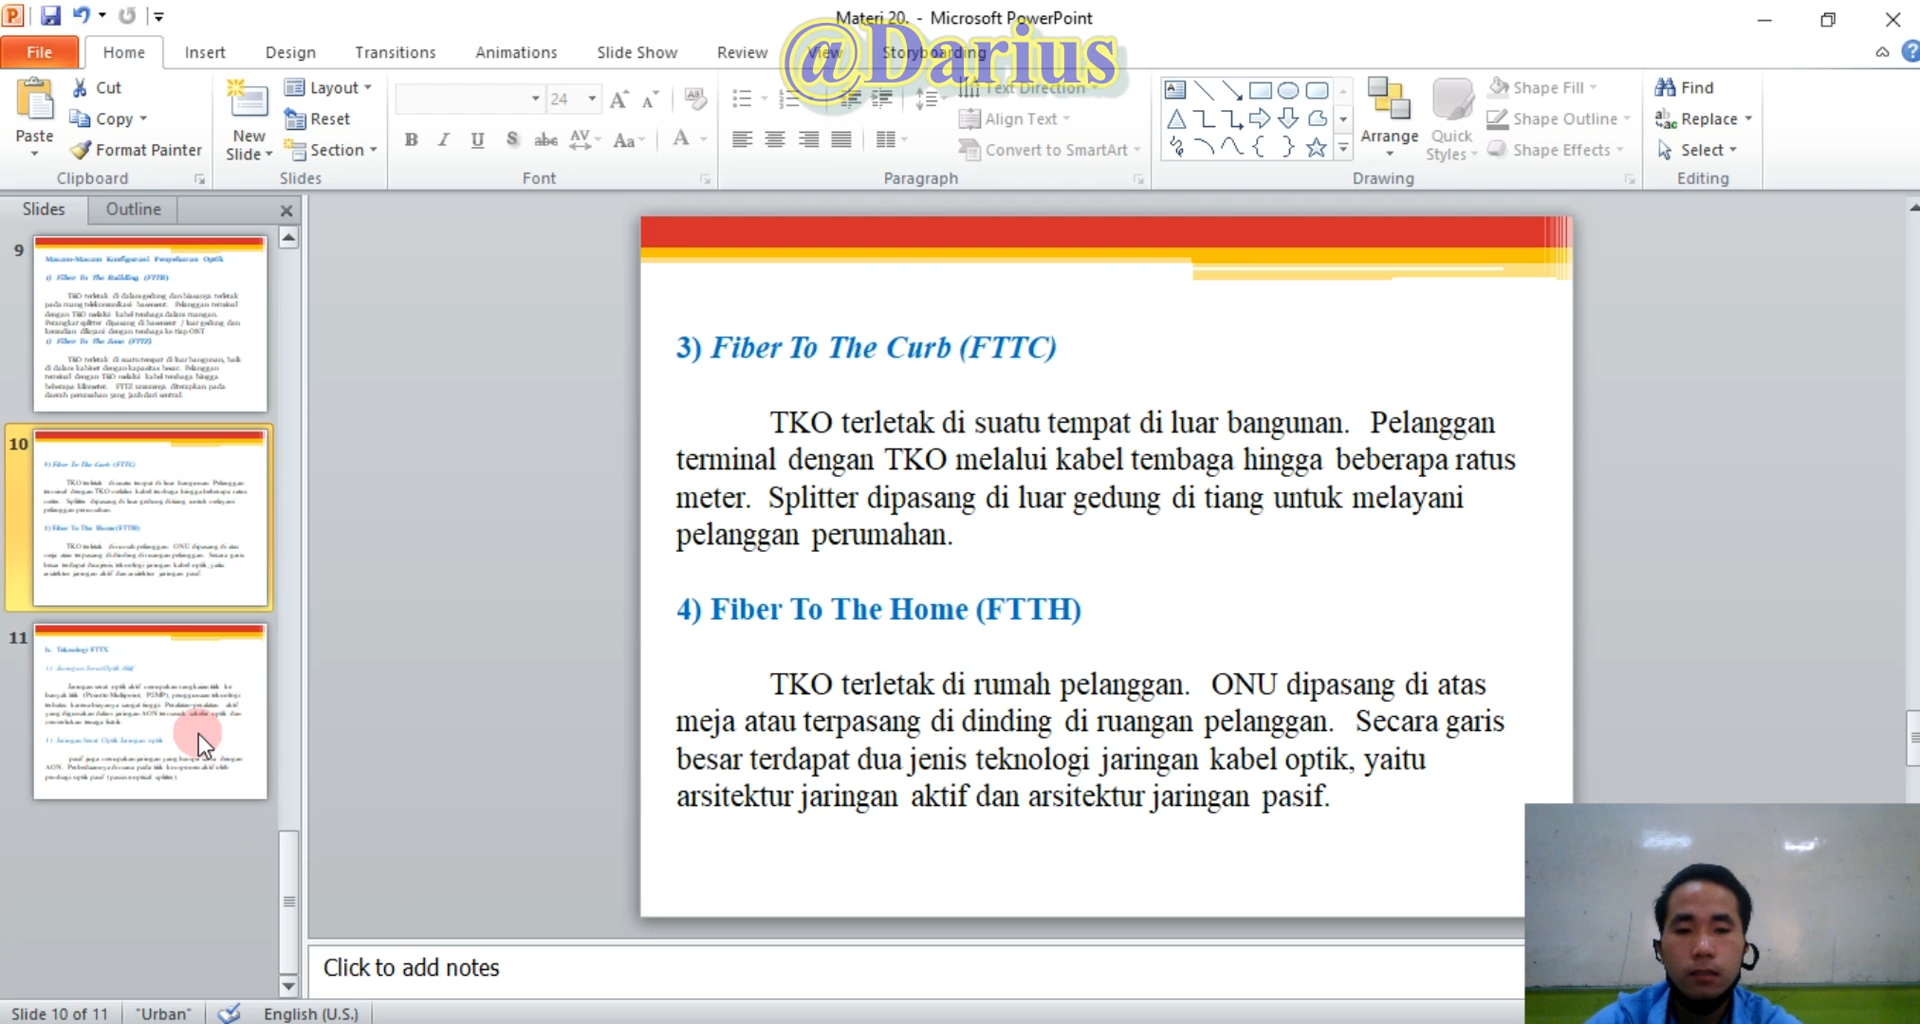 Materi 20. - Microsoft PowerPoint
@Darius
File Home Insert Design Transitions Animations Slide Show Review View Storyboarding
Paste
Cut
Copy
Format Painter
Clipboard
New Slide
Layout
Reset
Section
Slides
24
Font
Text Direction
Align Text
Convert to SmartArt
Paragraph
Arrange
Quick Styles
Shape Fill
Shape Outline
Shape Effects
Drawing
Find
Replace
Select
Editing
Slides Outline
9
Macam-Macam Konfigurasi Penyebaran Optik
10
11
3) Fiber To The Curb (FTTC)
TKO terletak di suatu tempat di luar bangunan. Pelanggan
terminal dengan TKO melalui kabel tembaga hingga beberapa ratus
meter. Splitter dipasang di luar gedung di tiang untuk melayani
pelanggan perumahan.
4) Fiber To The Home (FTTH)
TKO terletak di rumah pelanggan. ONU dipasang di atas
meja atau terpasang di dinding di ruangan pelanggan. Secara garis
besar terdapat dua jenis teknologi jaringan kabel optik, yaitu
arsitektur jaringan aktif dan arsitektur jaringan pasif.
Click to add notes
Slide 10 of 11 "Urban" English (U.S.)